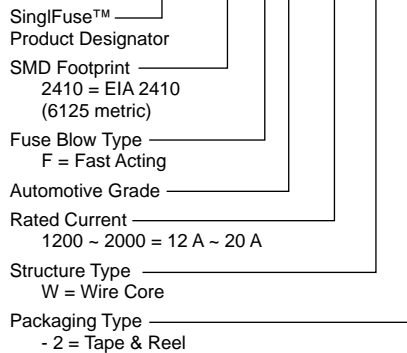 SinglFuse™
Product Designator
SMD Footprint
2410 = EIA 2410
(6125 metric)
Fuse Blow Type
F = Fast Acting
Automotive Grade
Rated Current
1200 ~ 2000 = 12 A ~ 20 A
Structure Type
W = Wire Core
Packaging Type
- 2 = Tape & Reel